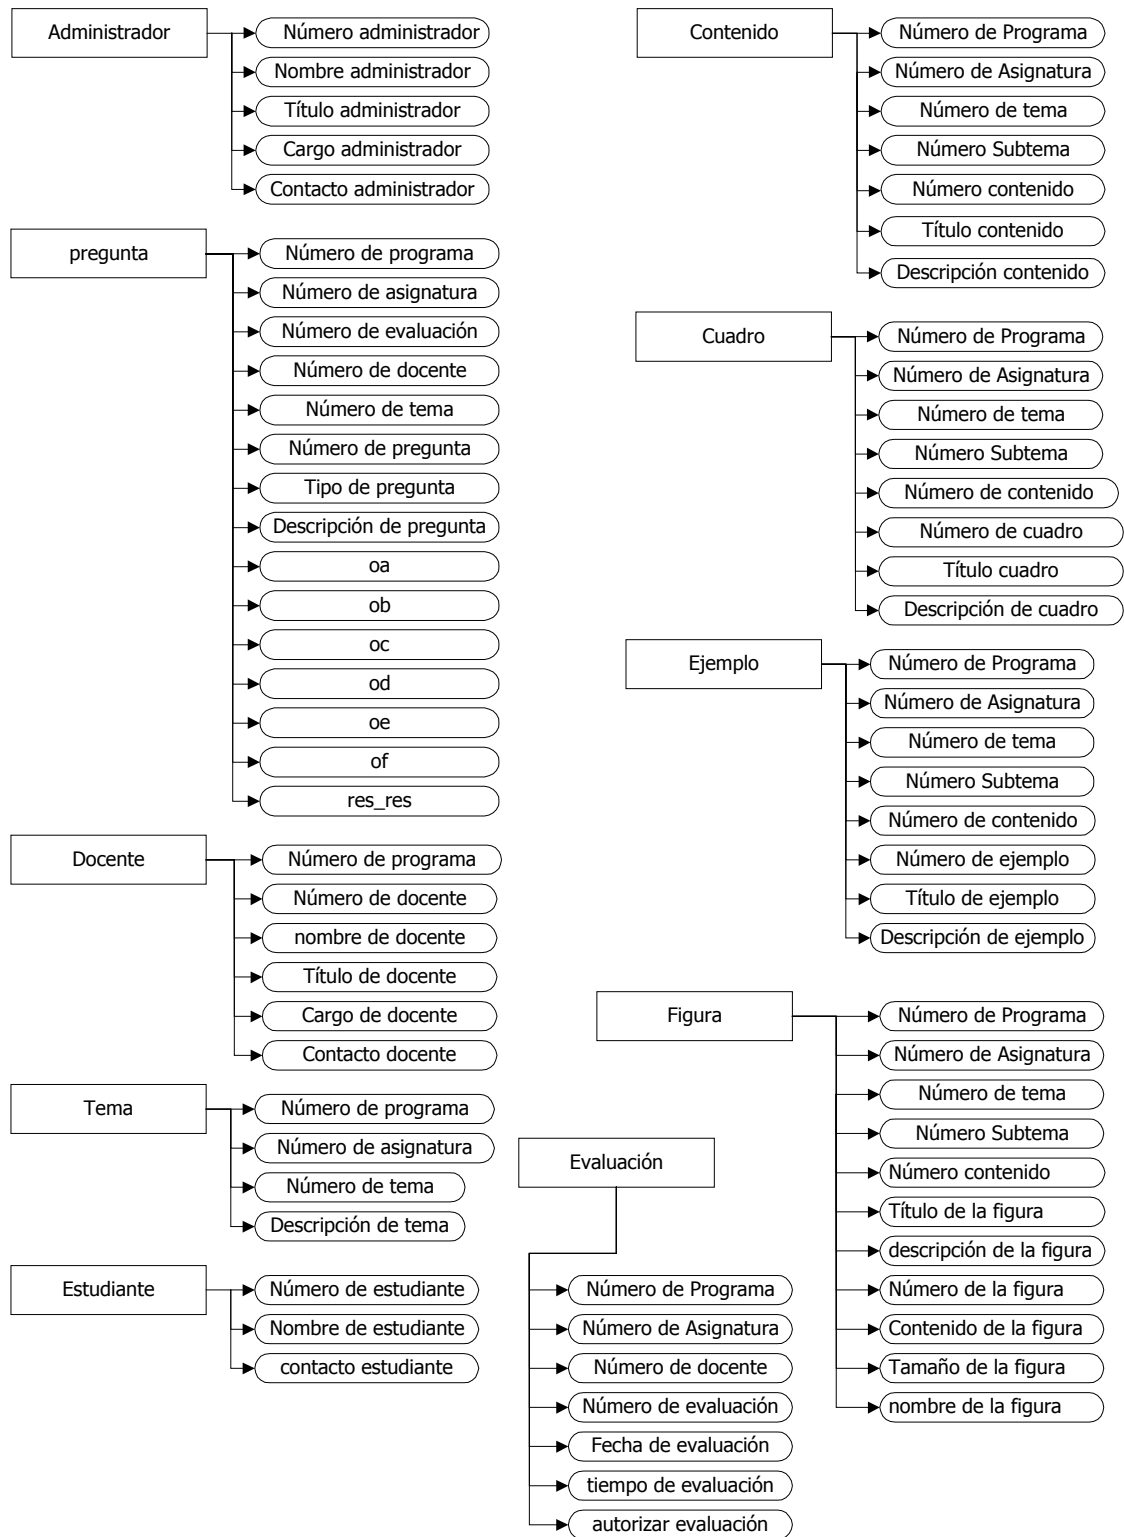 Administrador
Número administrador
Nombre administrador
Título administrador
Cargo administrador
Contacto administrador
pregunta
Número de programa
Número de asignatura
Número de evaluación
Número de docente
Número de tema
Número de pregunta
Tipo de pregunta
Descripción de pregunta
oa
ob
oc
od
oe
of
res_res
Docente
Número de programa
Número de docente
nombre de docente
Título de docente
Cargo de docente
Contacto docente
Tema
Número de programa
Número de asignatura
Número de tema
Descripción de tema
Estudiante
Número de estudiante
Nombre de estudiante
contacto estudiante
Contenido
Número de Programa
Número de Asignatura
Número de tema
Número Subtema
Número contenido
Título contenido
Descripción contenido
Cuadro
Número de Programa
Número de Asignatura
Número de tema
Número Subtema
Número de contenido
Número de cuadro
Título cuadro
Descripción de cuadro
Ejemplo
Número de Programa
Número de Asignatura
Número de tema
Número Subtema
Número de contenido
Número de ejemplo
Título de ejemplo
Descripción de ejemplo
Figura
Número de Programa
Número de Asignatura
Número de tema
Número Subtema
Número contenido
Título de la figura
descripción de la figura
Número de la figura
Contenido de la figura
Tamaño de la figura
nombre de la figura
Evaluación
Número de Programa
Número de Asignatura
Número de docente
Número de evaluación
Fecha de evaluación
tiempo de evaluación
autorizar evaluación